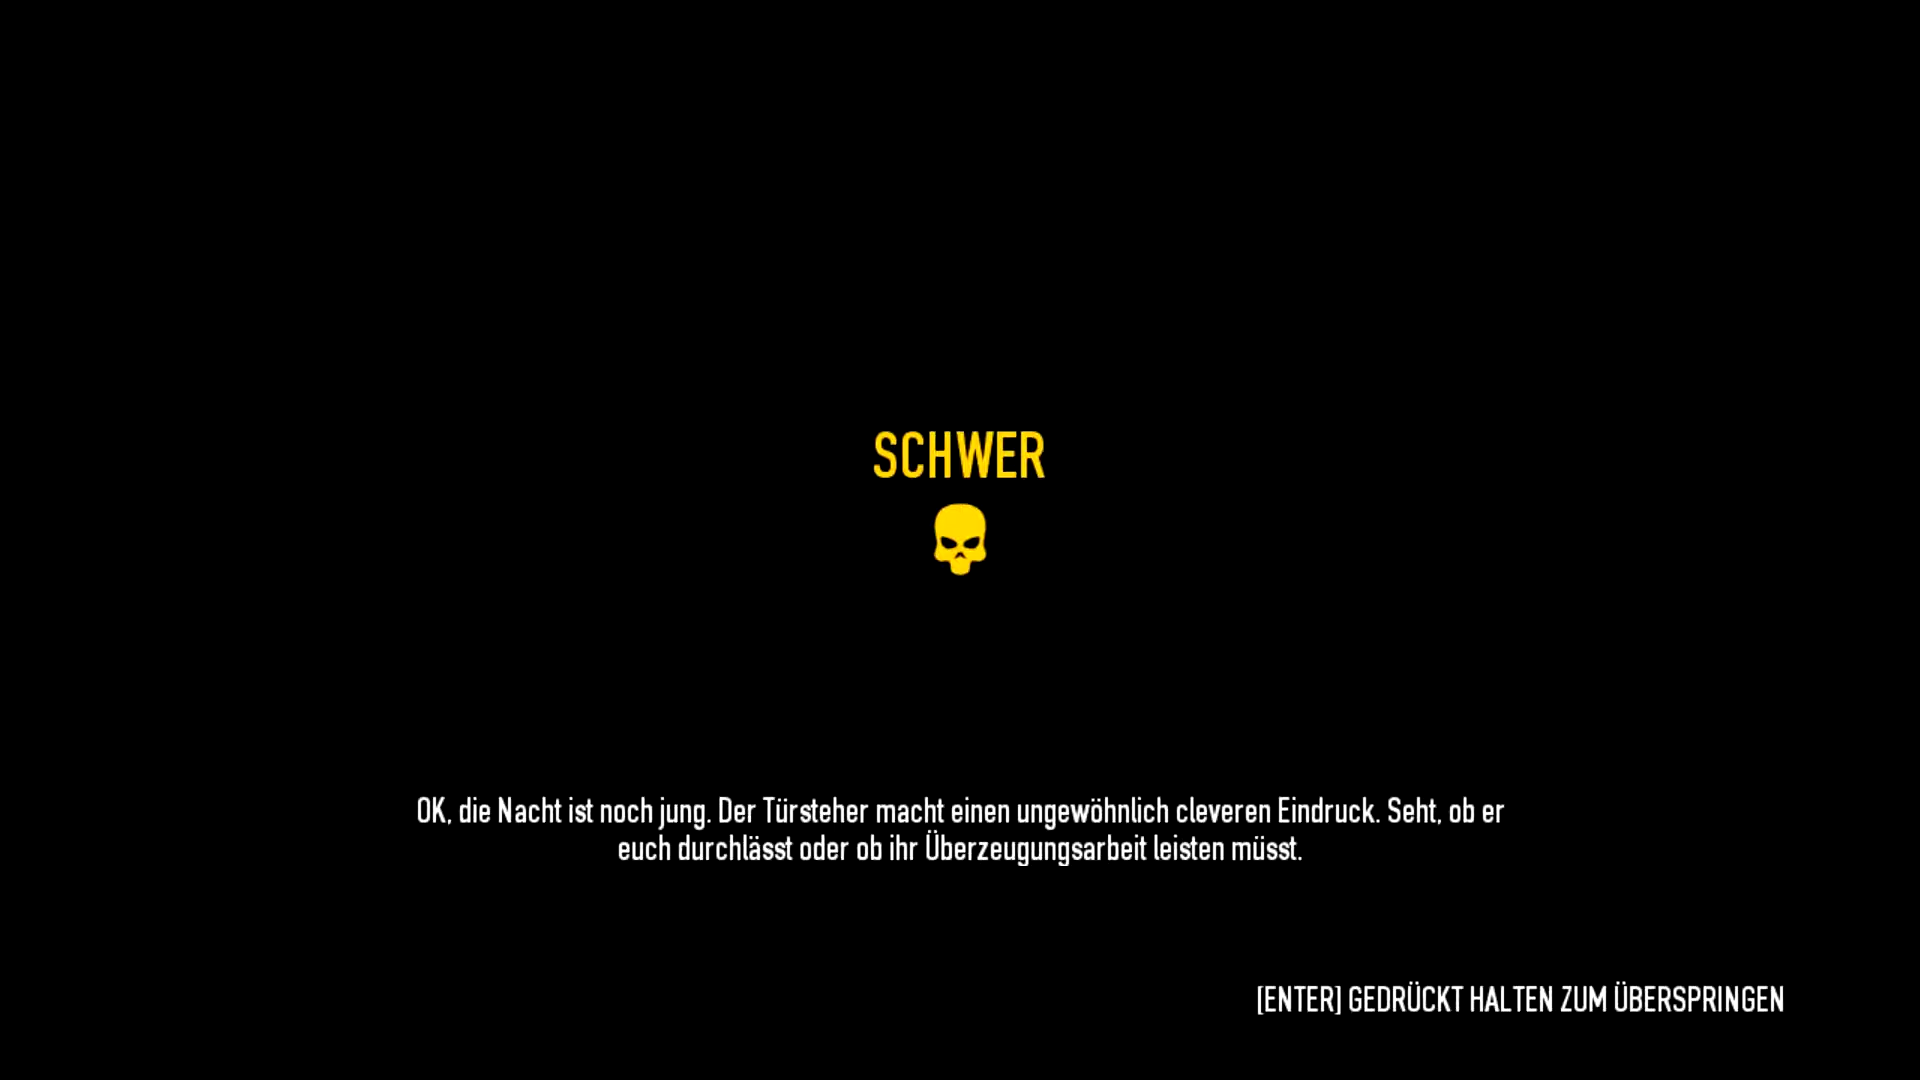 SCHWER
OK, die Nacht ist noch jung. Der Türsteher macht einen ungewöhnlich cleveren Eindruck. Seht, ob er
euch durchlässt oder ob ihr Überzeugungsarbeit leisten müsst.
[ENTER] GEDRÜCKT HALTEN ZUM ÜBERSPRINGEN